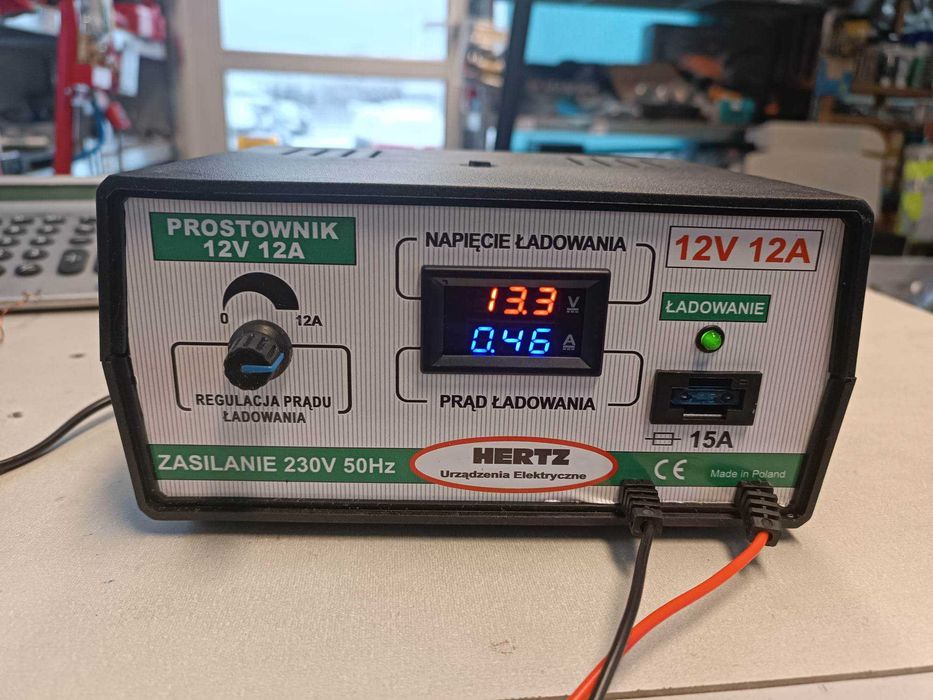 PROSTOWNIK
12V 12A
0
12A
REGULACJA PRĄDU
ŁADOWANIA
NAPIĘCIE ŁADOWANIA
13.3 V
0.46 A
PRĄD ŁADOWANIA
12V 12A
ŁADOWANIE
15A
ZASILANIE 230V 50Hz
HERTZ
Urządzenia Elektryczne
CE
Made in Poland